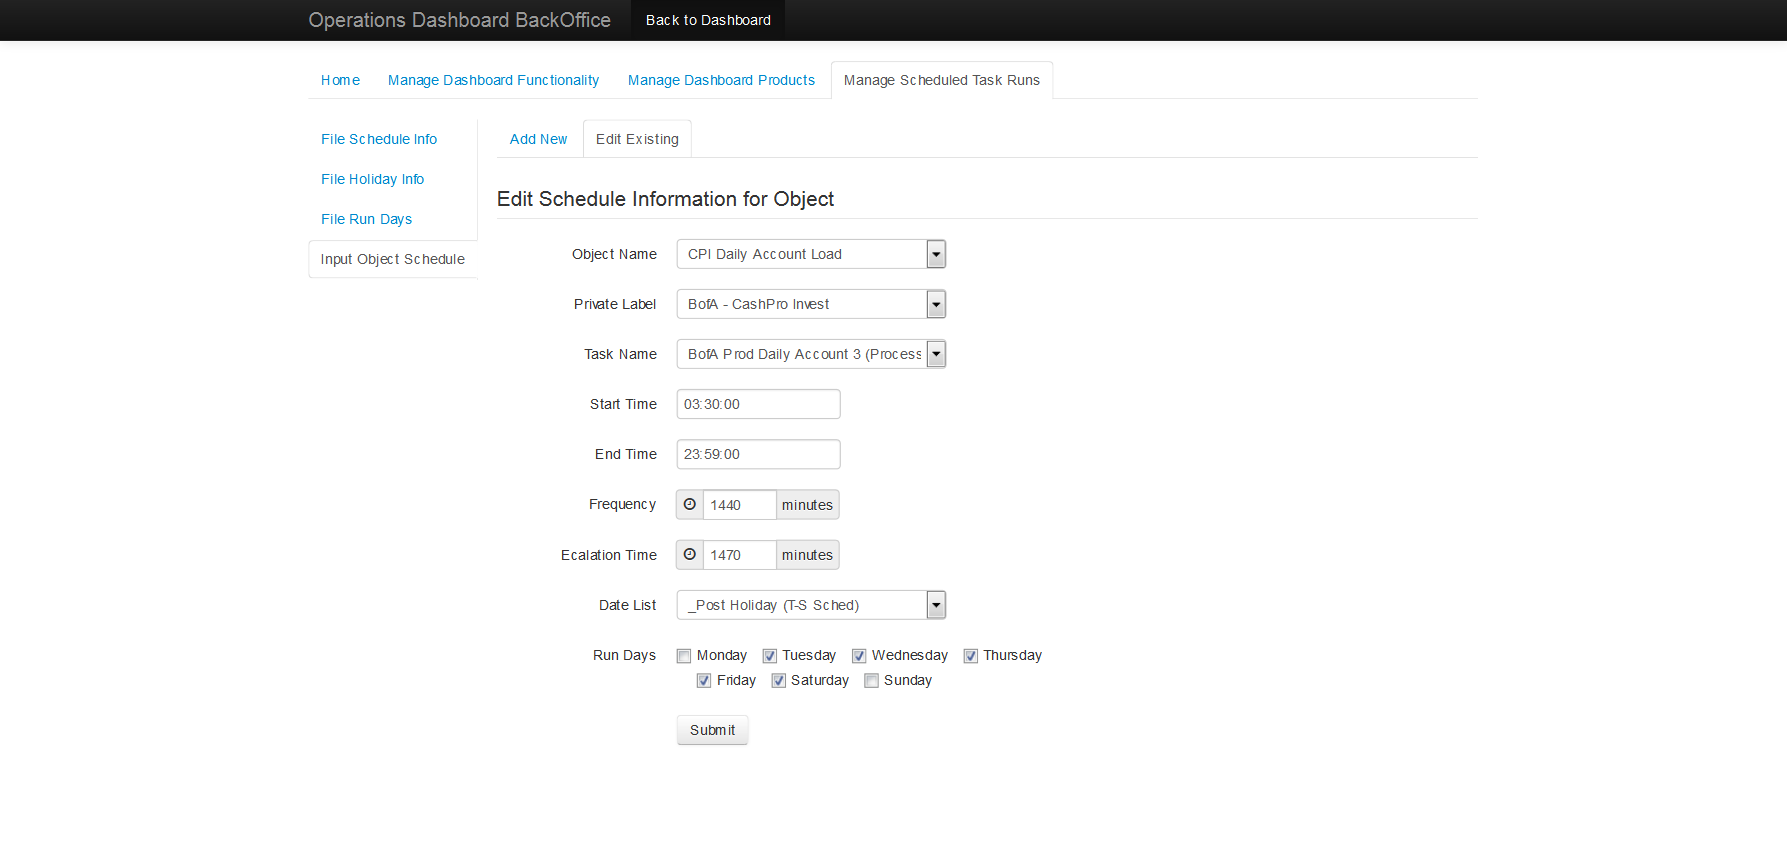 Operations Dashboard BackOffice Back to Dashboard
Home Manage Dashboard Functionality Manage Dashboard Products Manage Scheduled Task Runs
File Schedule Info
File Holiday Info
File Run Days
Input Object Schedule
Add New Edit Existing
Edit Schedule Information for Object
Object Name CPI Daily Account Load
Private Label BofA - CashPro Invest
Task Name BofA Prod Daily Account 3 (Process
Start Time 03:30:00
End Time 23:59:00
Frequency 1440 minutes
Ecalation Time 1470 minutes
Date List _Post Holiday (T-S Sched)
Run Days Monday Tuesday Wednesday Thursday
Friday Saturday Sunday
Submit